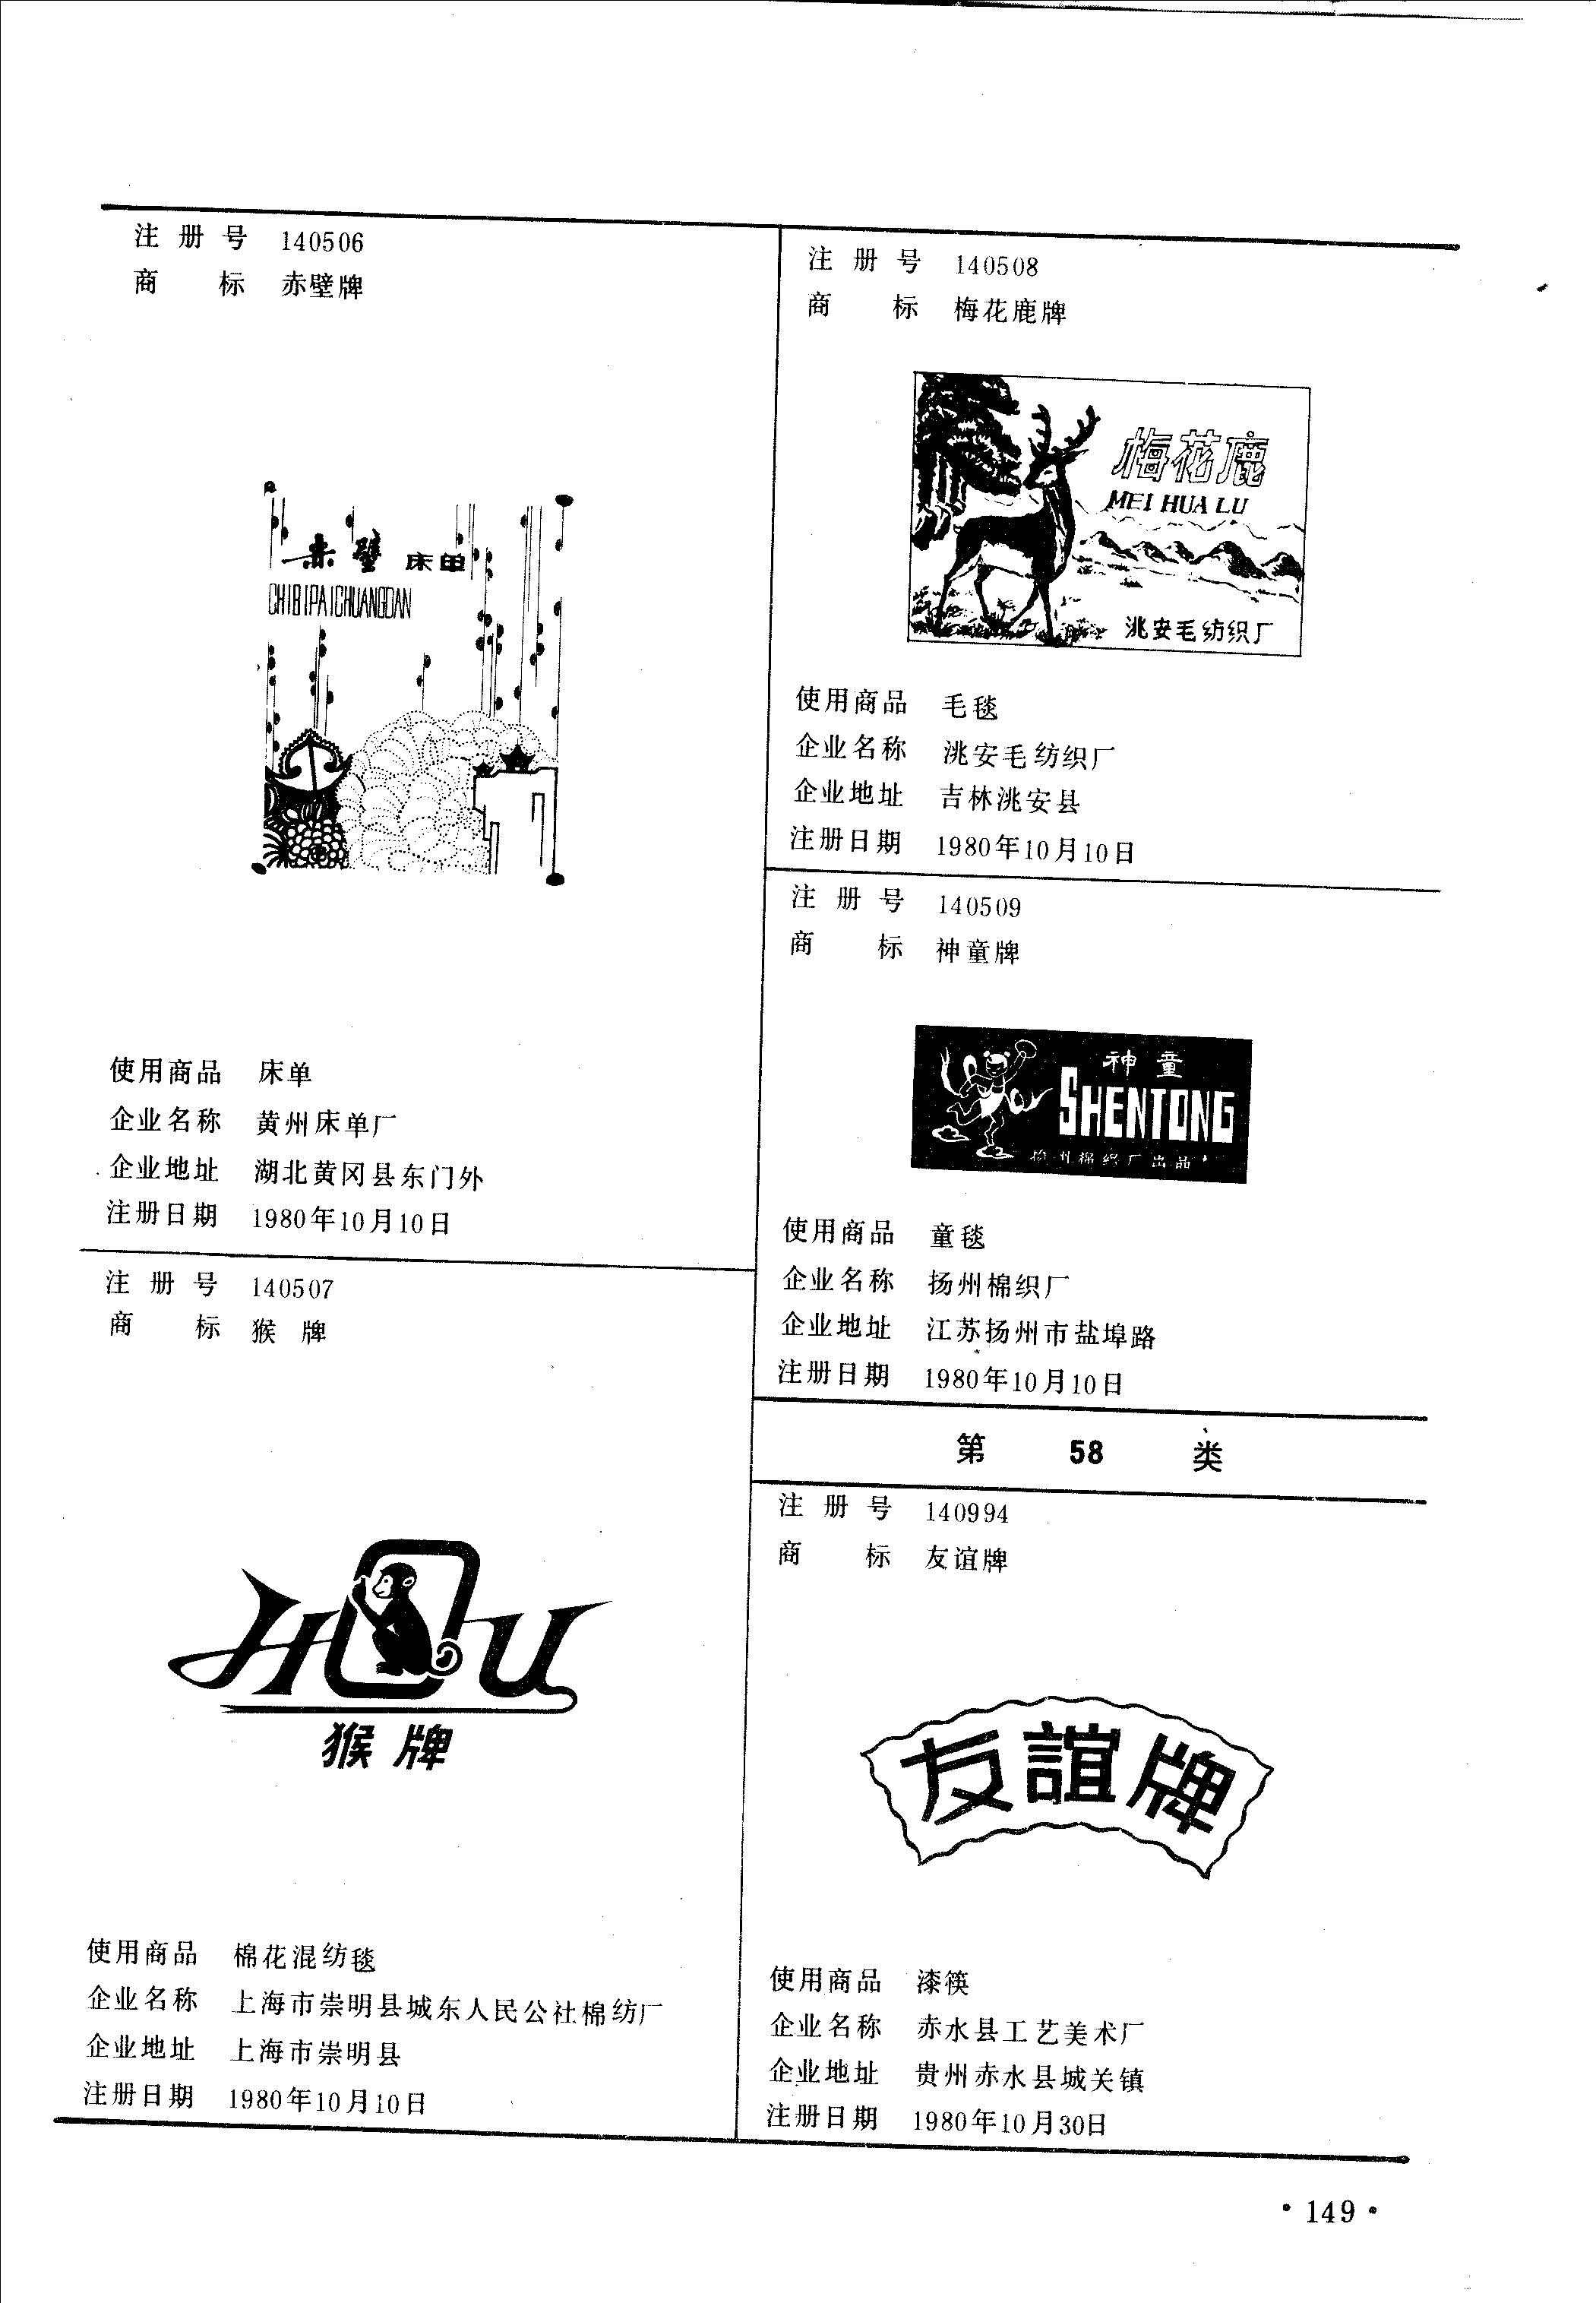 注册号 140506
商标 赤壁牌
赤壁 床单
CHIBIPAICHUANGDAN
使用商品 床单
企业名称 黄州床单厂
企业地址 湖北黄冈县东门外
注册日期 1980年10月10日
注册号 140507
商标 猴 牌
HOU
猴牌
使用商品 棉花混纺毯
企业名称 上海市崇明县城东人民公社棉纺厂
企业地址 上海市崇明县
注册日期 1980年10月10日
注册号 140508
商标 梅花鹿牌
梅花鹿
MEI HUA LU
洮安毛纺织厂
使用商品 毛毯
企业名称 洮安毛纺织厂
企业地址 吉林洮安县
注册日期 1980年10月10日
注册号 140509
商标 神童牌
神童
SHENTONG
扬州棉织厂出品
使用商品 童毯
企业名称 扬州棉织厂
企业地址 江苏扬州市盐埠路
注册日期 1980年10月10日
第 58 类
注册号 140994
商标 友谊牌
友誼牌
使用商品 漆筷
企业名称 赤水县工艺美术厂
企业地址 贵州赤水县城关镇
注册日期 1980年10月30日
·149·